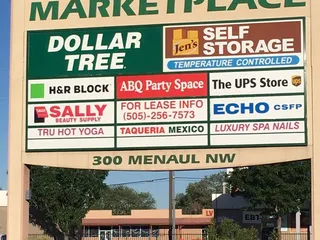 MARKETPLACE
DOLLAR TREE
Jen's SELF STORAGE
TEMPERATURE CONTROLLED
H&R BLOCK
ABQ Party Space
The UPS Store
SALLY
BEAUTY SUPPLY
FOR LEASE INFO
(505)-256-7573
ECHO CSFP
TRU HOT YOGA
TAQUERIA MEXICO
LUXURY SPA NAILS
300 MENAUL NW
EBT